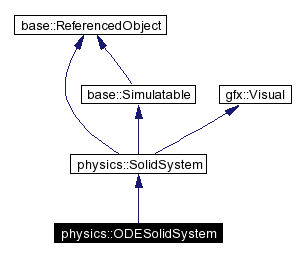 base::ReferencedObject
base::Simulatable
gfx::Visual
physics::SolidSystem
physics::ODESolidSystem